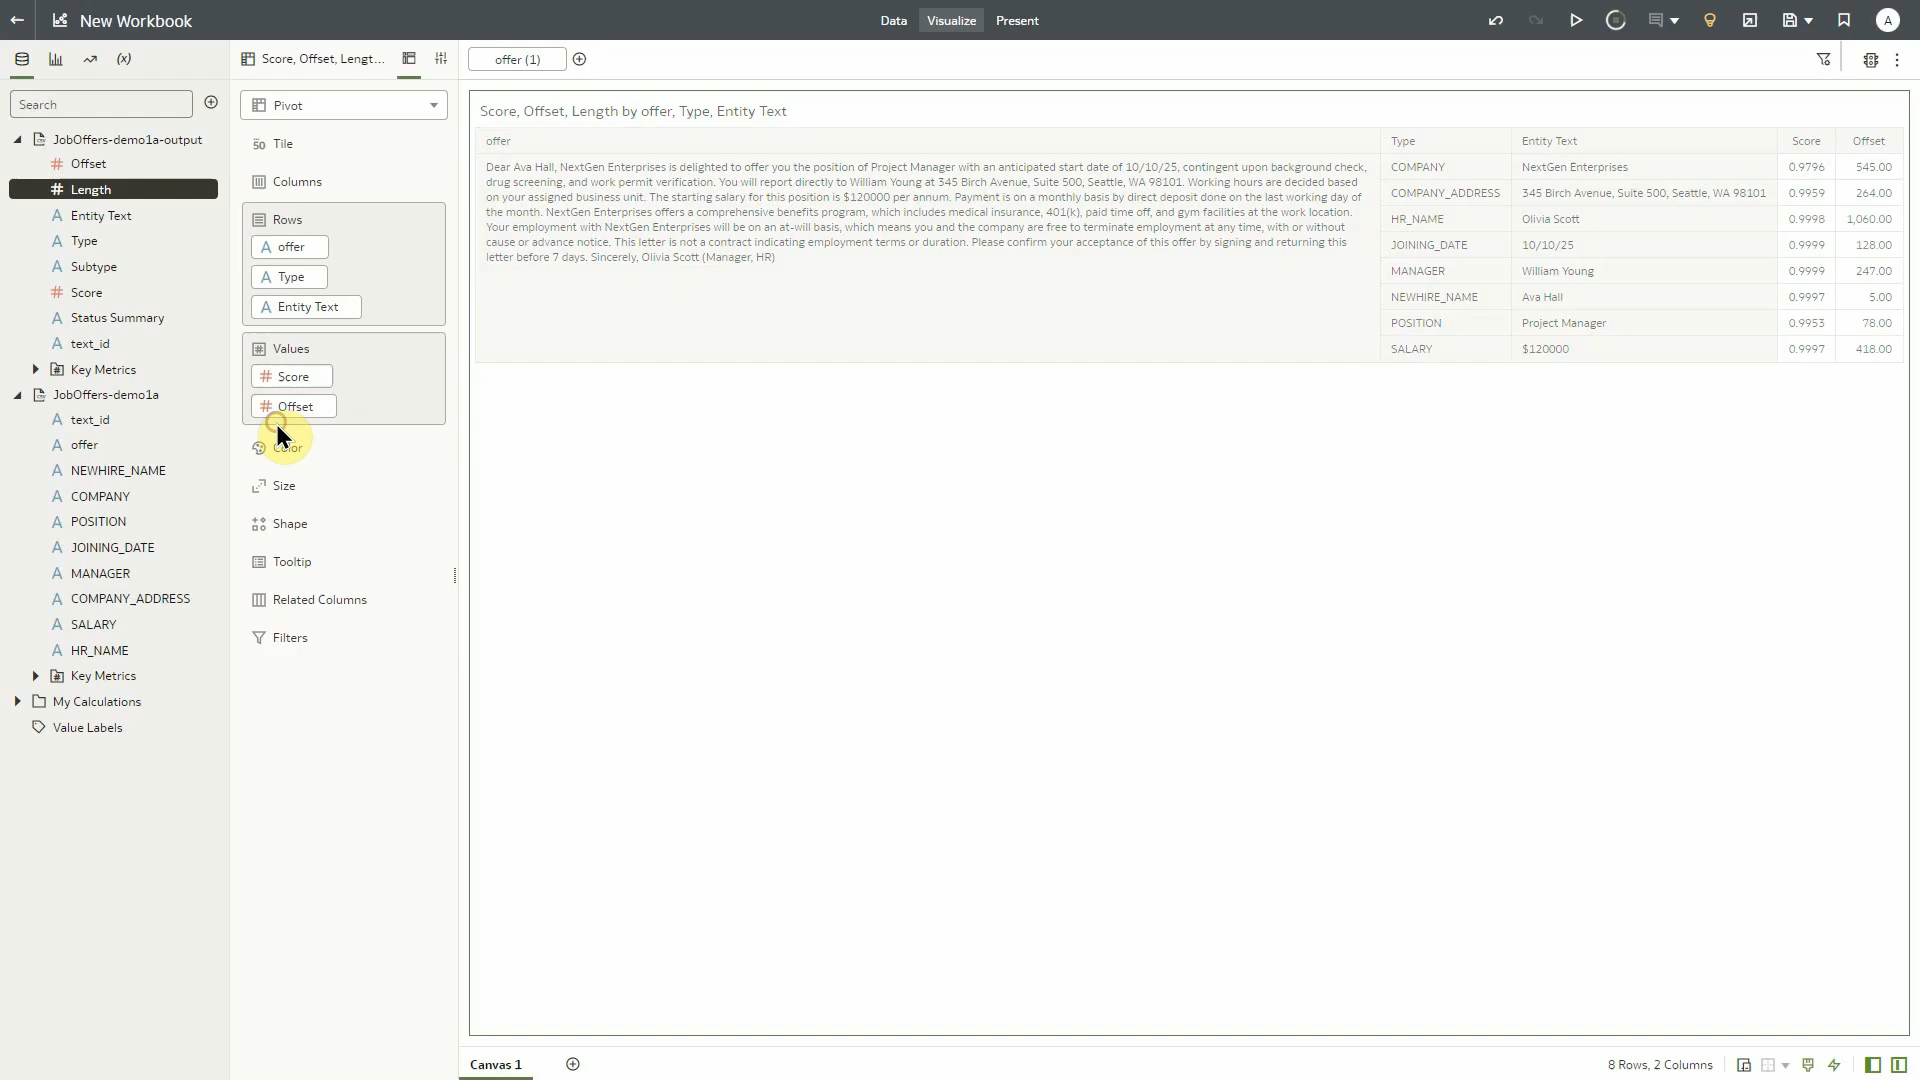 New Workbook
Data
Visualize
Present
A
(x)
Score, Offset, Lengt...
offer (1)
Search
JobOffers-demo1a-output
Offset
Length
Entity Text
Type
Subtype
Score
Status Summary
text_id
Key Metrics
JobOffers-demo1a
text_id
offer
NEWHIRE_NAME
COMPANY
POSITION
JOINING_DATE
MANAGER
COMPANY_ADDRESS
SALARY
HR_NAME
Key Metrics
My Calculations
Value Labels
Pivot
Tile
Columns
Rows
offer
Type
Entity Text
Values
Score
Offset
Color
Size
Shape
Tooltip
Related Columns
Filters
Score, Offset, Length by offer, Type, Entity Text
offer Type Entity Text Score Offset
Dear Ava Hall, NextGen Enterprises is delighted to offer you the position of Project Manager with an anticipated start date of 10/10/25, contingent upon background check,
drug screening, and work permit verification. You will report directly to William Young at 345 Birch Avenue, Suite 500, Seattle, WA 98101. Working hours are decided based
on your assigned business unit. The starting salary for this position is $120000 per annum. Payment is on a monthly basis by direct deposit done on the last working day of
the month. NextGen Enterprises offers a comprehensive benefits program, which includes medical insurance, 401(k), paid time off, and gym facilities at the work location.
Your employment with NextGen Enterprises will be on an at-will basis, which means you and the company are free to terminate employment at any time, with or without
cause or advance notice. This letter is not a contract indicating employment terms or duration. Please confirm your acceptance of this offer by signing and returning this
letter before 7 days. Sincerely, Olivia Scott (Manager, HR)
COMPANY NextGen Enterprises 0.9796 545.00
COMPANY_ADDRESS 345 Birch Avenue, Suite 500, Seattle, WA 98101 0.9959 264.00
HR_NAME Olivia Scott 0.9998 1,060.00
JOINING_DATE 10/10/25 0.9999 128.00
MANAGER William Young 0.9999 247.00
NEWHIRE_NAME Ava Hall 0.9997 5.00
POSITION Project Manager 0.9953 78.00
SALARY $120000 0.9997 418.00
Canvas 1
8 Rows, 2 Columns